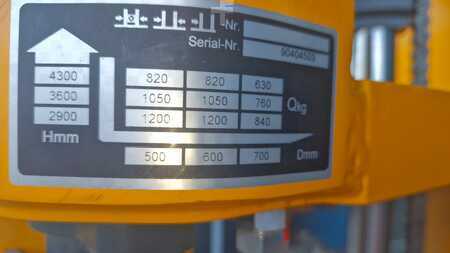 -Nr.
Serial-Nr. 90404509
4300 820 820 630
3600 1050 1050 760 Qkg
2900 1200 1200 840
Hmm 500 600 700 Dmm